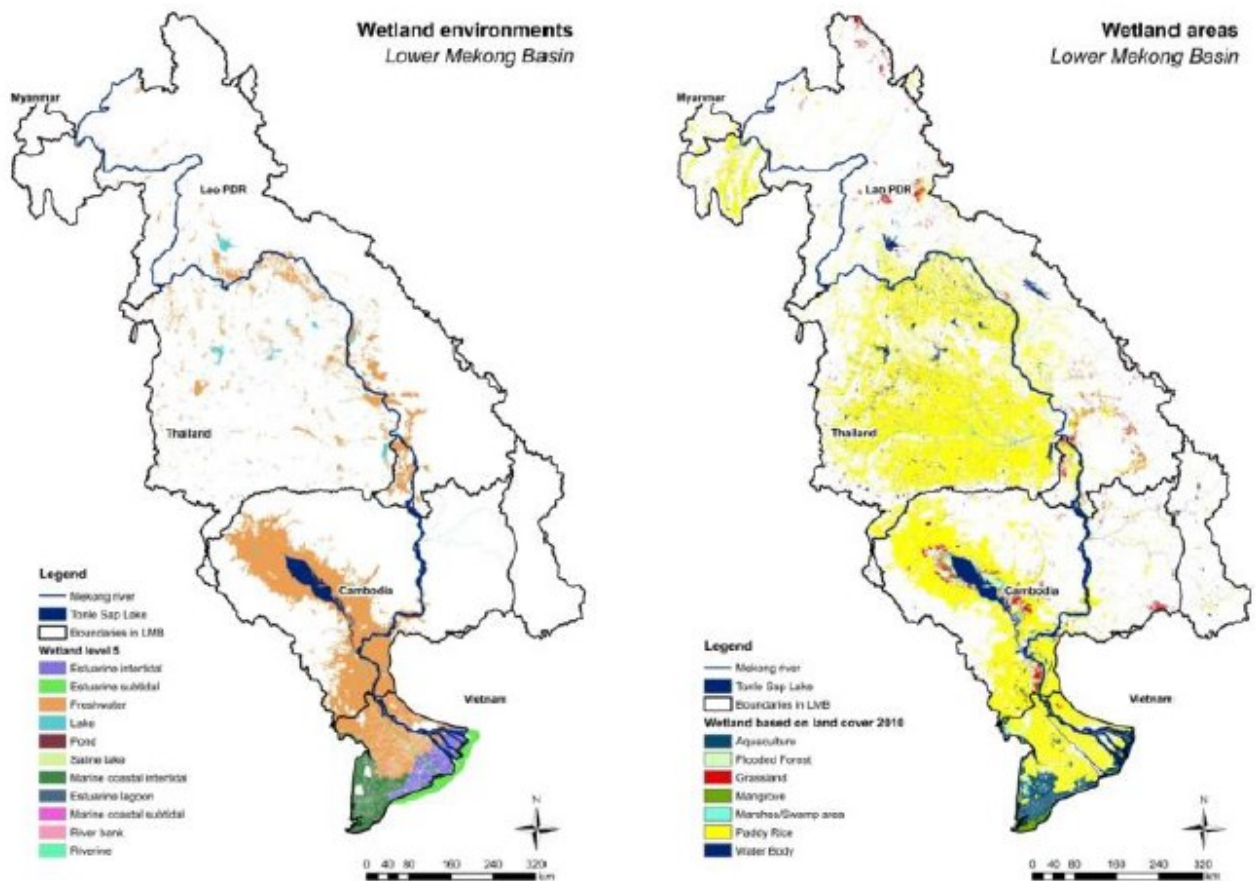 Wetland environments
Lower Mekong Basin
Myanmar
Lao PDR
Thailand
Cambodia
Vietnam
Legend
Mekong river
Tonle Sap Lake
Boundaries in LMB
Wetland level 5
Estuarine intertidal
Estuarine subtidal
Freshwater
Lake
Pond
Saline lake
Marine coastal intertidal
Estuarine lagoon
Marine coastal subtidal
River bank
Riverine
N
0 40 80 160 240 320
km
Wetland areas
Lower Mekong Basin
Myanmar
Lao PDR
Thailand
Cambodia
Vietnam
Legend
Mekong river
Tonle Sap Lake
Boundaries in LMB
Wetland based on land cover 2010
Aquaculture
Flooded Forest
Grassland
Mangrove
Marshes/Swamp area
Paddy Rice
Water Body
N
0 40 80 160 240 320
km